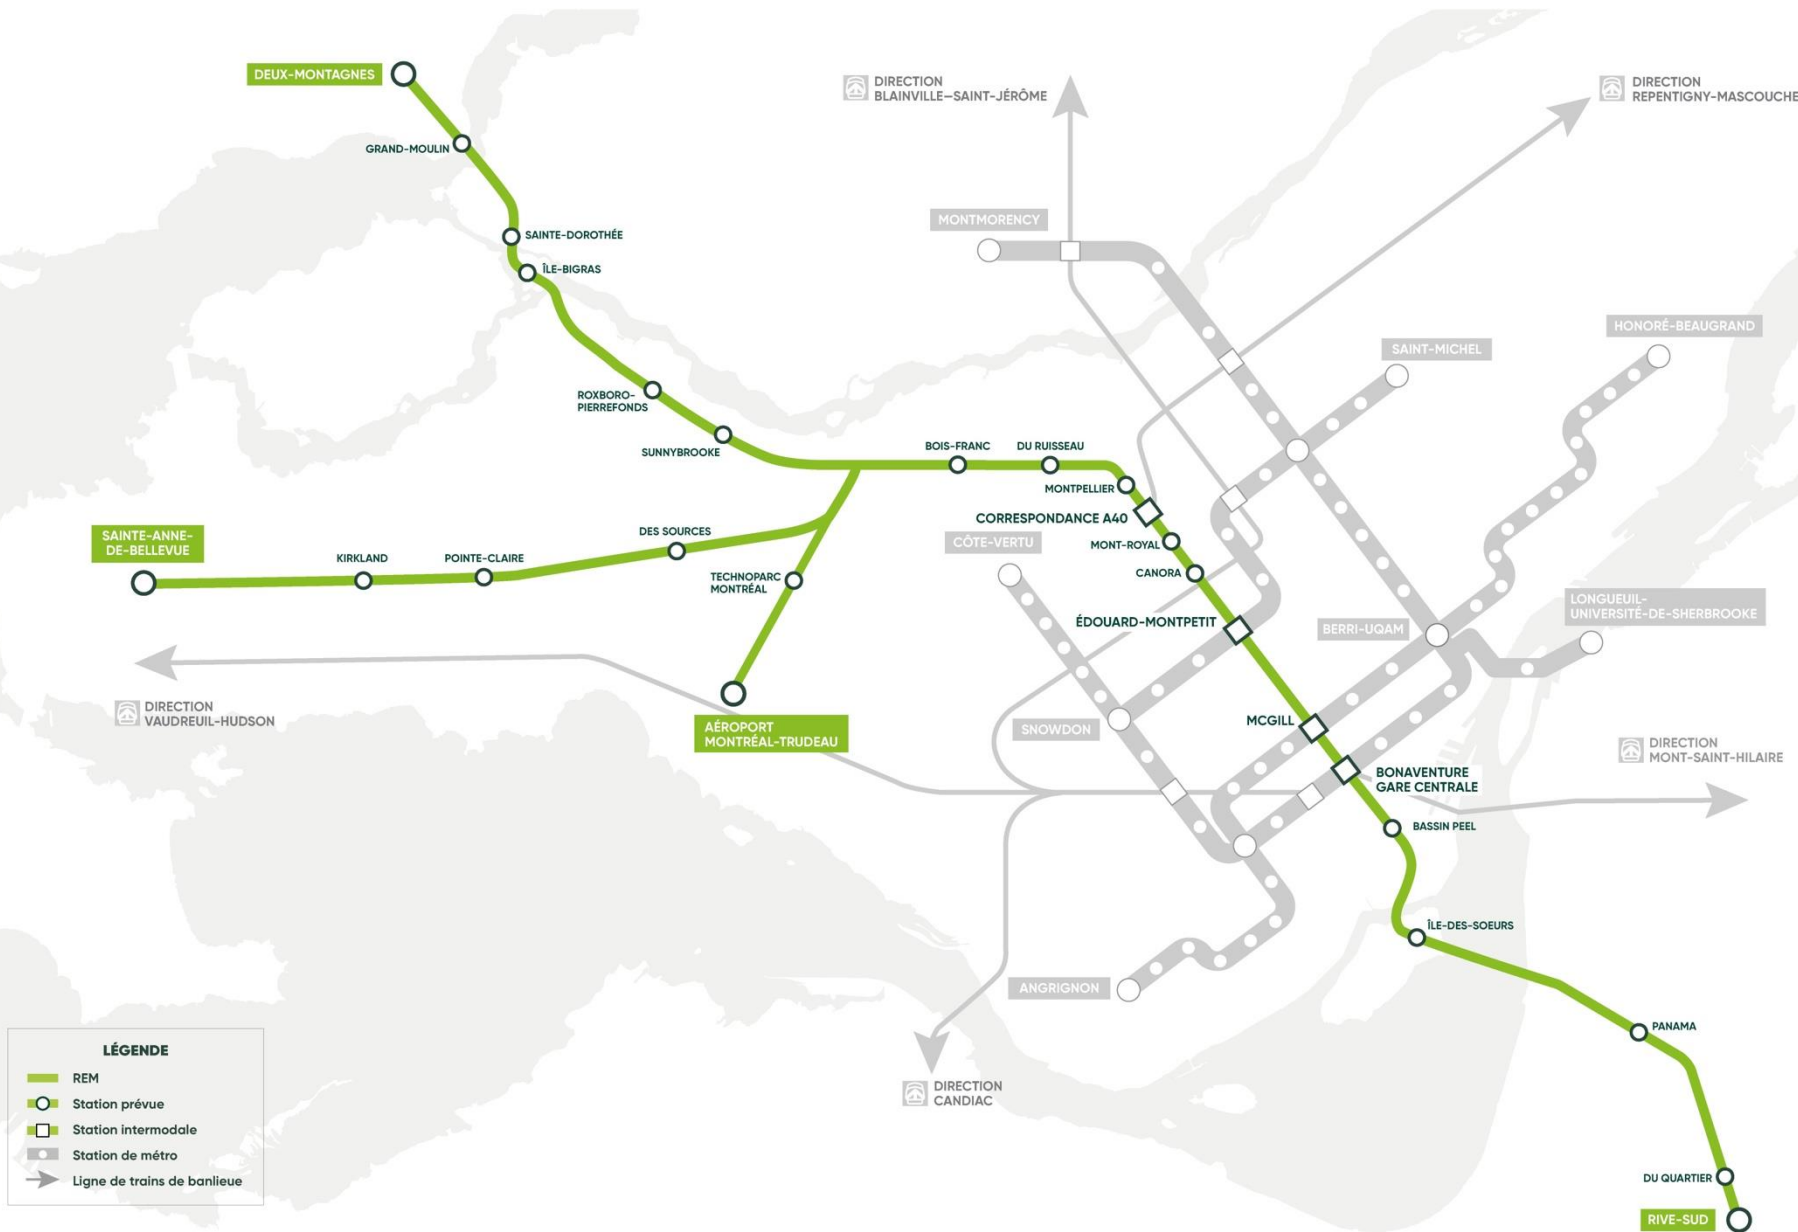 DEUX-MONTAGNES
GRAND-MOULIN
SAINTE-DOROTHÉE
ÎLE-BIGRAS
ROXBORO-
PIERREFONDS
SUNNYBROOKE
BOIS-FRANC
DU RUISSEAU
MONTPELLIER
CORRESPONDANCE A40
MONT-ROYAL
CANORA
ÉDOUARD-MONTPETIT
MCGILL
BONAVENTURE
GARE CENTRALE
BASSIN PEEL
ÎLE-DES-SOEURS
PANAMA
DU QUARTIER
RIVE-SUD
SAINTE-ANNE-
DE-BELLEVUE
KIRKLAND
POINTE-CLAIRE
DES SOURCES
TECHNOPARC
MONTRÉAL
AÉROPORT
MONTRÉAL-TRUDEAU
DIRECTION
BLAINVILLE–SAINT-JÉRÔME
DIRECTION
REPENTIGNY-MASCOUCHE
MONTMORENCY
SAINT-MICHEL
HONORÉ-BEAUGRAND
CÔTE-VERTU
LONGUEUIL-
UNIVERSITÉ-DE-SHERBROOKE
BERRI-UQAM
SNOWDON
DIRECTION
VAUDREUIL-HUDSON
DIRECTION
MONT-SAINT-HILAIRE
ANGRIGNON
DIRECTION
CANDIAC
LÉGENDE
REM
Station prévue
Station intermodale
Station de métro
Ligne de trains de banlieue